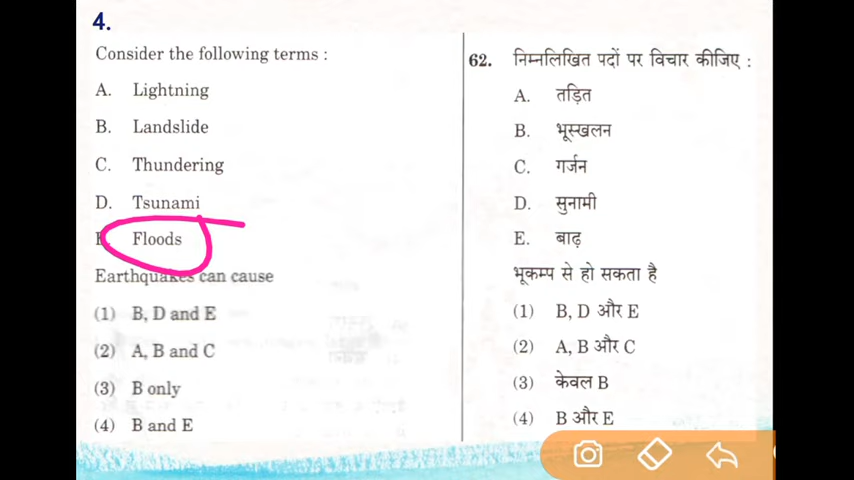 4.
Consider the following terms :
A. Lightning
B. Landslide
C. Thundering
D. Tsunami
E. Floods
Earthquakes can cause
(1) B, D and E
(2) A, B and C
(3) B only
(4) B and E
62. निम्नलिखित पदों पर विचार कीजिए :
A. तड़ित
B. भूस्खलन
C. गर्जन
D. सुनामी
E. बाढ़
भूकम्प से हो सकता है
(1) B, D और E
(2) A, B और C
(3) केवल B
(4) B और E